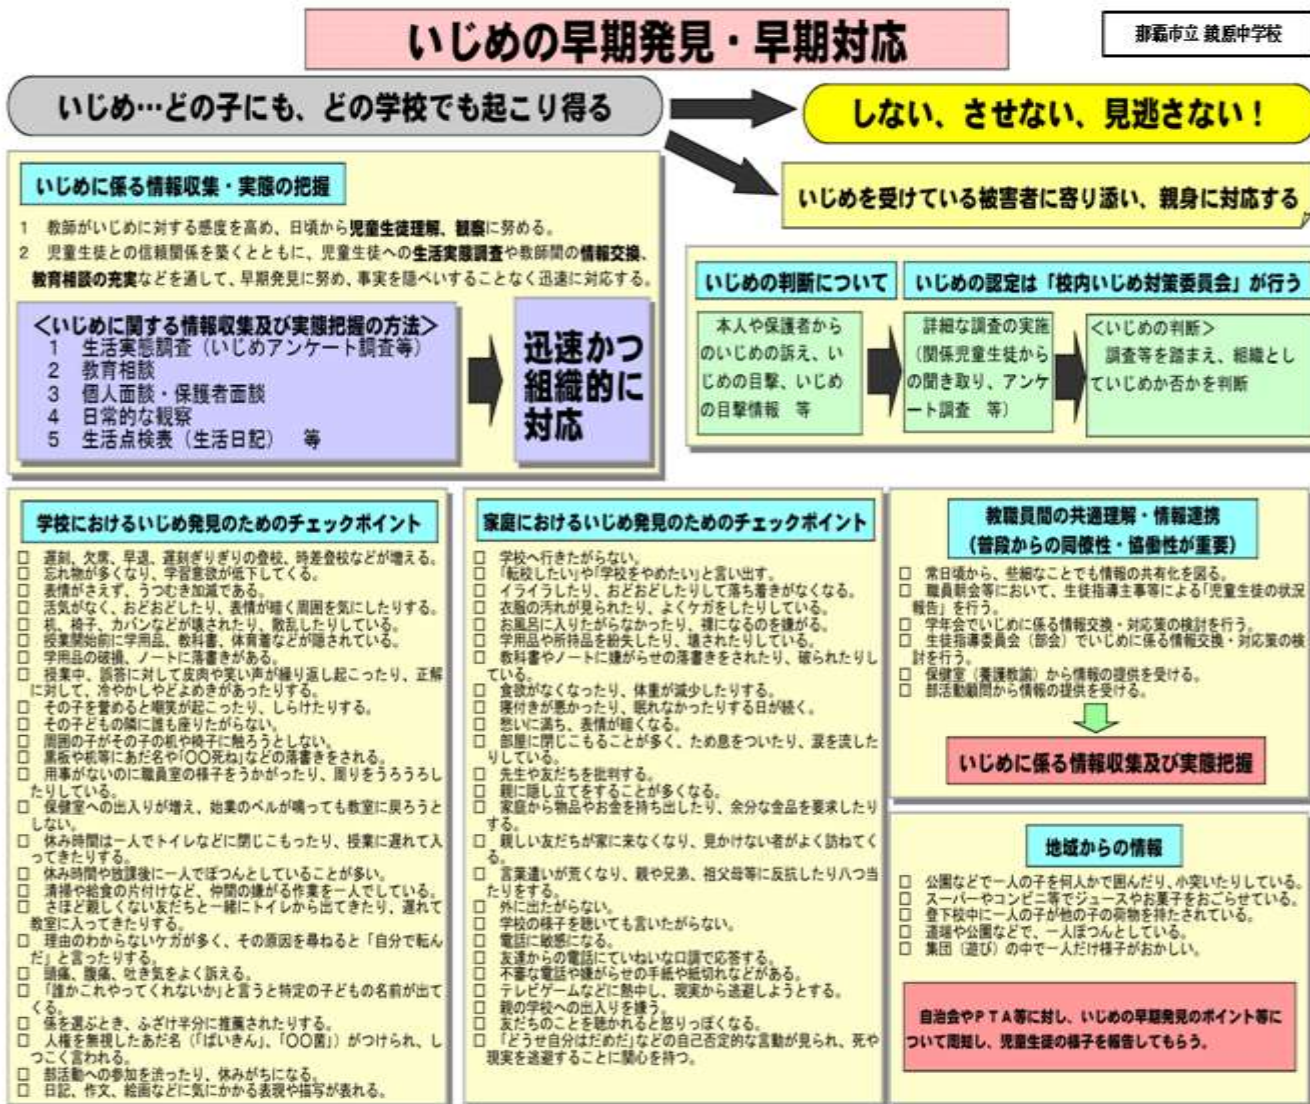 いじめの早期発見・早期対応
那覇市立 鏡原中学校
いじめ…どの子にも、どの学校でも起こり得る
しない、させない、見逃さない！
いじめを受けている被害者に寄り添い、親身に対応する
いじめに係る情報収集・実態の把握
1　教師がいじめに対する感度を高め、日頃から児童生徒理解、観察に努める。
2　児童生徒との信頼関係を築くとともに、児童生徒への生活実態調査や教師間の情報交換、
教育相談の充実などを通して、早期発見に努め、事実を隠ぺいすることなく迅速に対応する。
＜いじめに関する情報収集及び実態把握の方法＞
1　生活実態調査（いじめアンケート調査等）
2　教育相談
3　個人面談・保護者面談
4　日常的な観察
5　生活点検表（生活日記）　等
迅速かつ
組織的に
対応
いじめの判断について
いじめの認定は「校内いじめ対策委員会」が行う
本人や保護者から
のいじめの訴え、い
じめの目撃、いじめ
の目撃情報　等
詳細な調査の実施
（関係児童生徒から
の聞き取り、アンケ
ート調査　等）
＜いじめの判断＞
調査等を踏まえ、組織とし
ていじめか否かを判断
学校におけるいじめ発見のためのチェックポイント
□　遅刻、欠席、早退、遅刻ぎりぎりの登校、時差登校などが増える。
□　忘れ物が多くなり、学習意欲が低下してくる。
□　表情がさえず、うつむき加減である。
□　活気がなく、おどおどしたり、表情が暗く周囲を気にしたりする。
□　机、椅子、カバンなどが壊されたり、散乱したりしている。
□　授業開始前に学用品、教科書、体育着などが隠されている。
□　学用品の破損、ノートに落書きがある。
□　授業中、誤答に対して皮肉や笑い声が繰り返し起こったり、正解
に対して、冷やかしやどよめきがあったりする。
□　その子を誉めると嘲笑が起こったり、しらけたりする。
□　その子どもの隣に誰も座りたがらない。
□　周囲の子がその子の机や椅子に触ろうとしない。
□　黒板や机等にあだ名や「〇〇死ね」などの落書きをされる。
□　用事がないのに職員室の様子をうかがったり、周りをうろうろし
たりしている。
□　保健室への出入りが増え、始業のベルが鳴っても教室に戻ろうと
しない。
□　休み時間は一人でトイレなどに閉じこもったり、授業に遅れて入
ってきたりする。
□　休み時間や放課後に一人でぽつんとしていることが多い。
□　清掃や給食の片付けなど、仲間の嫌がる作業を一人でしている。
□　さほど親しくない友だちと一緒にトイレから出てきたり、遅れて
教室に入ってきたりする。
□　理由のわからないケガが多く、その原因を尋ねると「自分で転ん
だ」と言ったりする。
□　頭痛、腹痛、吐き気をよく訴える。
□　「誰かこれやってくれないか」と言うと特定の子どもの名前が出て
くる。
□　係を選ぶとき、ふざけ半分に推薦されたりする。
□　人権を無視したあだ名（「ばいきん」、「〇〇菌」）がつけられ、し
つこく言われる。
□　部活動への参加を渋ったり、休みがちになる。
□　日記、作文、絵画などに気にかかる表現や描写が表れる。
家庭におけるいじめ発見のためのチェックポイント
□　学校へ行きたがらない。
□　「転校したい」や「学校をやめたい」と言い出す。
□　イライラしたり、おどおどしたりして落ち着きがなくなる。
□　衣服の汚れが見られたり、よくケガをしたりする。
□　お風呂に入りたがらなかったり、裸になるのを嫌がる。
□　学用品や所持品を紛失したり、壊されたりしている。
□　教科書やノートに嫌がらせの落書きをされたり、破られたりし
ている。
□　食欲がなくなったり、体重が減少したりする。
□　寝付きが悪かったり、眠れなかったりする日が続く。
□　愁いに満ち、表情が暗くなる。
□　部屋に閉じこもることが多く、ため息をついたり、涙を流した
りしている。
□　先生や友だちを批判する。
□　親に隠し立てをすることが多くなる。
□　家庭から物品やお金を持ち出したり、余分な金品を要求したり
する。
□　親しい友だちが家に来なくなり、見かけない者がよく訪ねてく
る。
□　言葉遣いが荒くなり、親や兄弟、祖父母等に反抗したり八つ当
たりをする。
□　外に出たがらない。
□　学校の様子を聴いても言いたがらない。
□　電話に敏感になる。
□　友達からの電話にていねいな口調で応答する。
□　不審な電話や嫌がらせの手紙や紙切れなどがある。
□　テレビゲームなどに熱中し、現実から逃避しようとする。
□　親の学校への出入りを嫌う。
□　友だちのことを聴かれると怒りっぽくなる。
□　「どうせ自分はだめだ」などの自己否定的な言動が見られ、死や
現実を逃避することに関心を持つ。
教職員間の共通理解・情報連携
（普段からの同僚性・協働性が重要）
□　常日頃から、些細なことでも情報の共有化を図る。
□　職員朝会等において、生徒指導主事等による「児童生徒の状況
報告」を行う。
□　学年会でいじめに係る情報交換・対応策の検討を行う。
□　生徒指導委員会（部会）でいじめに係る情報交換・対応策の検
討を行う。
□　保健室（養護教諭）から情報の提供を受ける。
□　部活動顧問から情報の提供を受ける。
いじめに係る情報収集及び実態把握
地域からの情報
□　公園などで一人の子を何人かで囲んだり、小突いたりしている。
□　スーパーやコンビニ等でジュースやお菓子をおごらせている。
□　登下校中に一人の子が他の子の荷物を持たされている。
□　道端や公園などで、一人ぽつんとしている。
□　集団（遊び）の中で一人だけ様子がおかしい。
自治会やＰＴＡ等に対し、いじめの早期発見のポイント等に
ついて周知し、児童生徒の様子を報告してもらう。